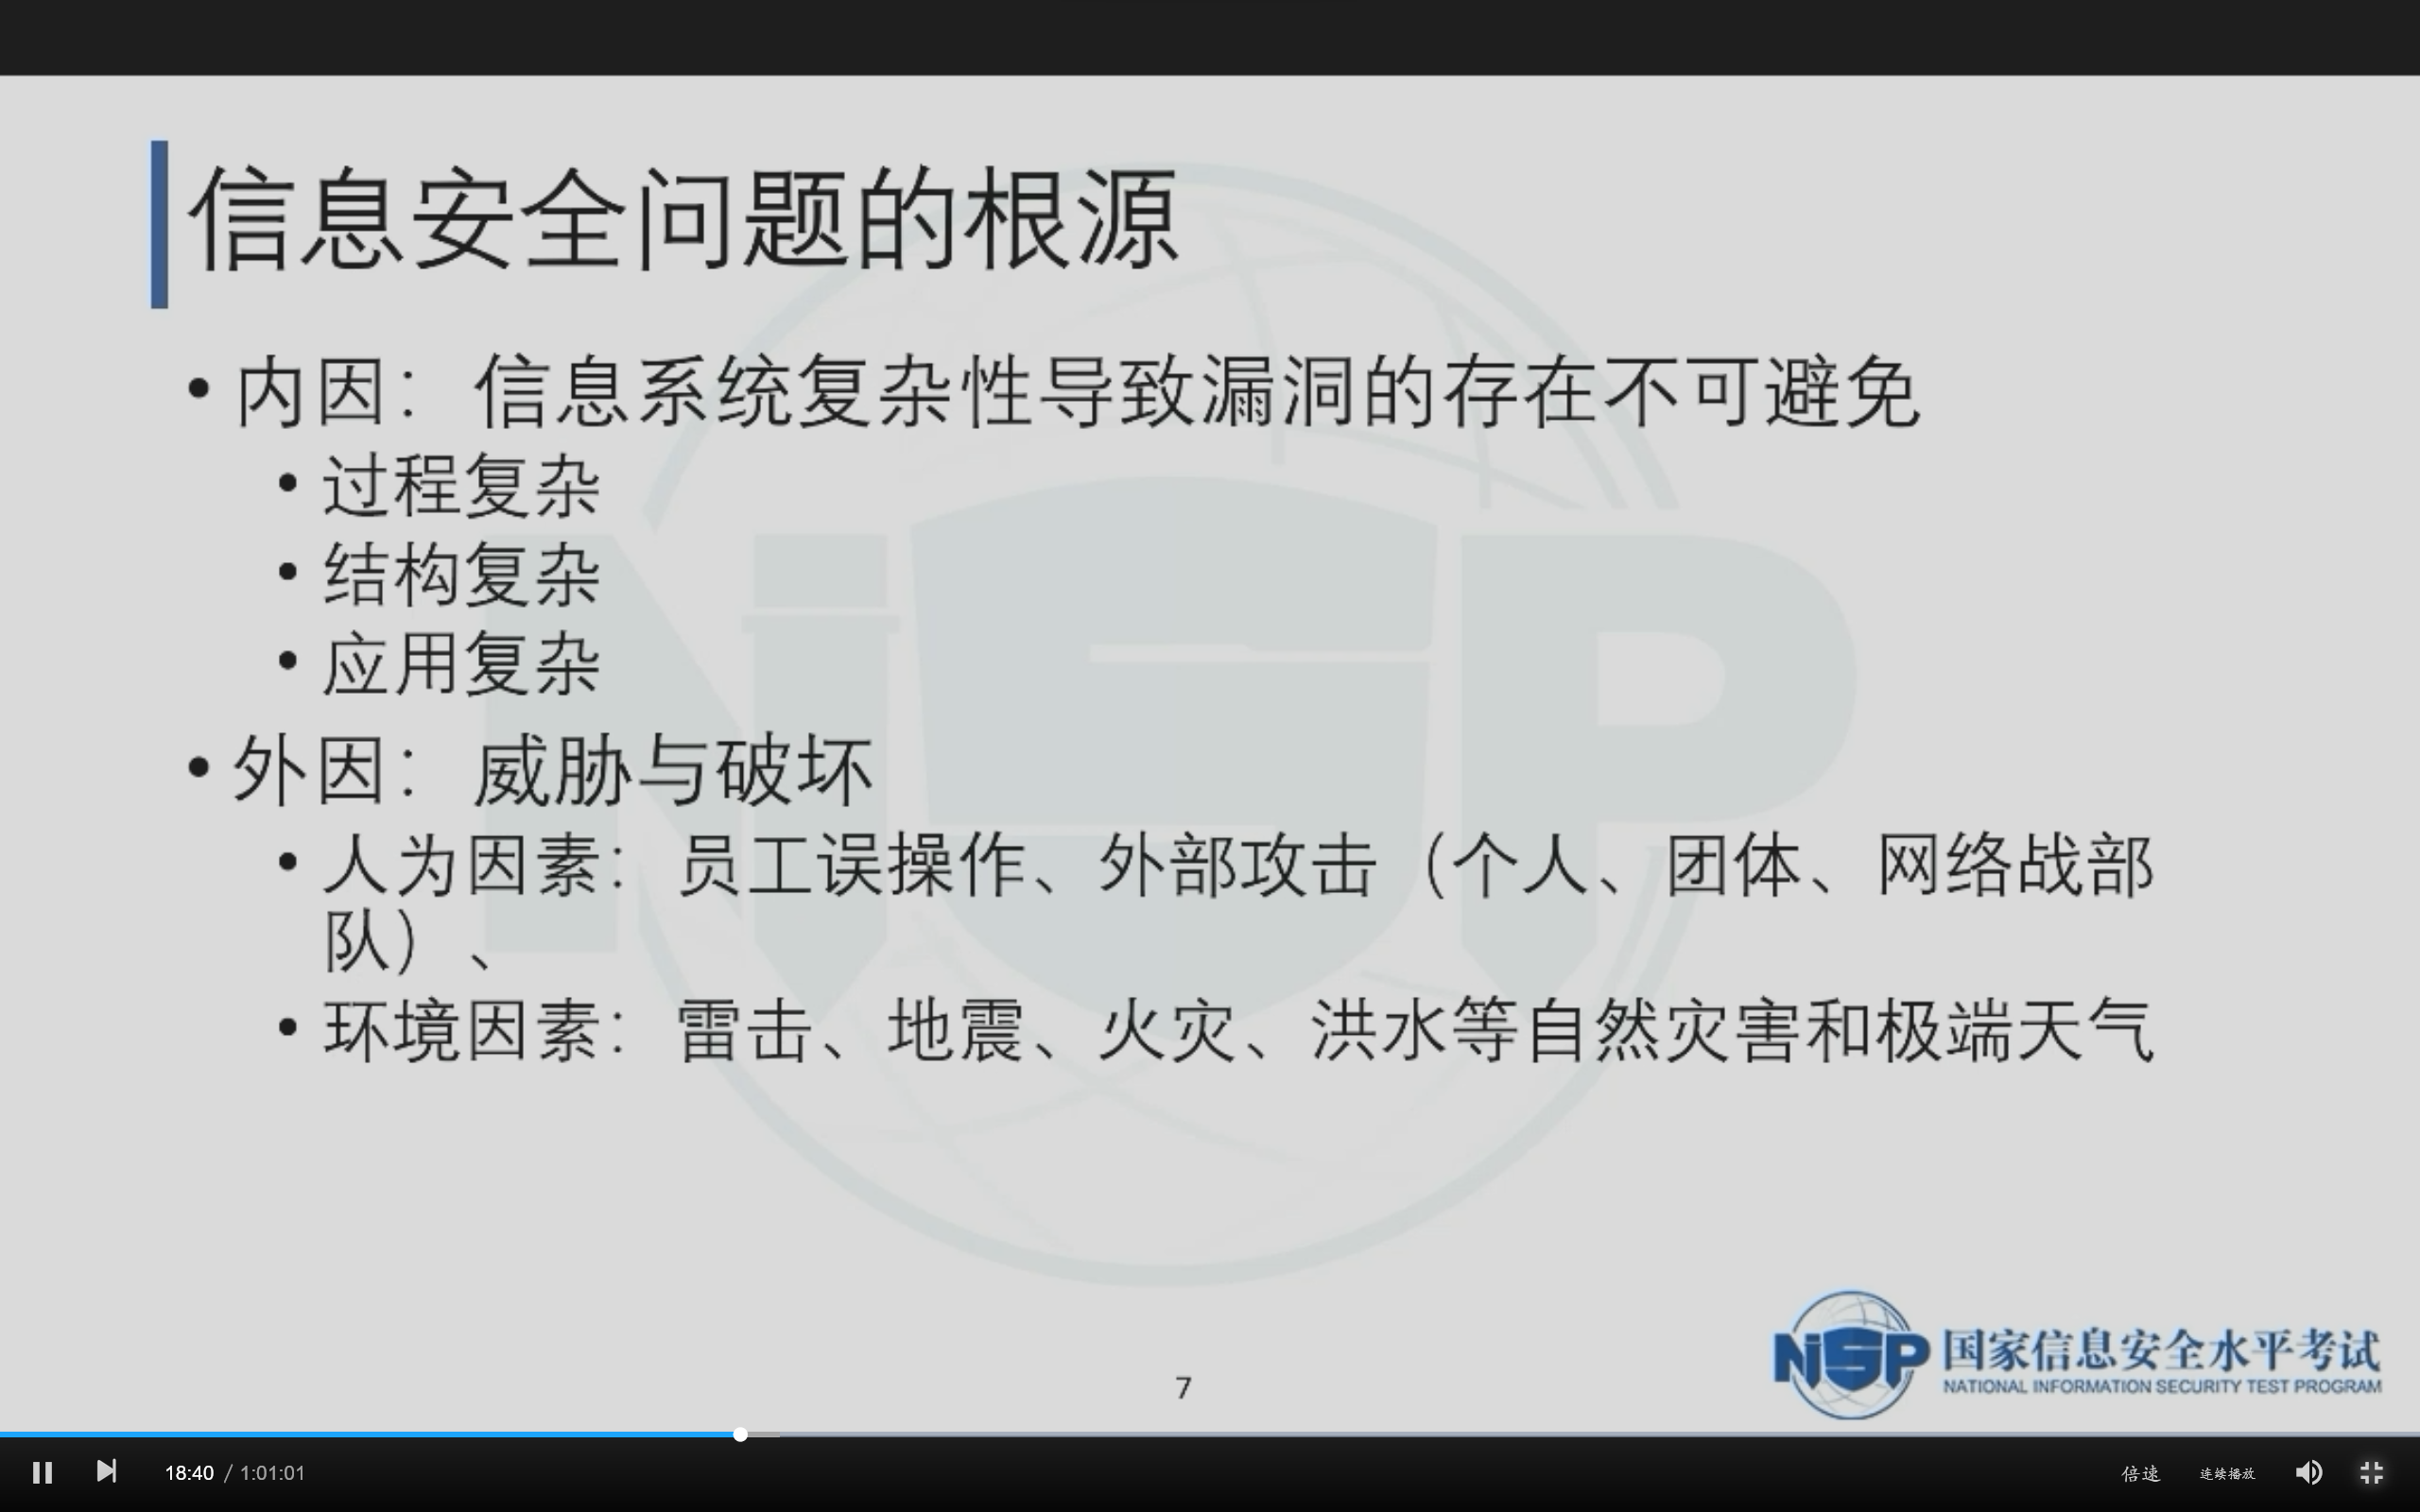 信息安全问题的根源
• 内因：信息系统复杂性导致漏洞的存在不可避免
• 过程复杂
• 结构复杂
• 应用复杂
• 外因：威胁与破坏
• 人为因素：员工误操作、外部攻击（个人、团体、网络战部
队）、
• 环境因素：雷击、地震、火灾、洪水等自然灾害和极端天气
NISP
NISP 国家信息安全水平考试
NATIONAL INFORMATION SECURITY TEST PROGRAM
7
18:40 / 1:01:01
倍速 连续播放